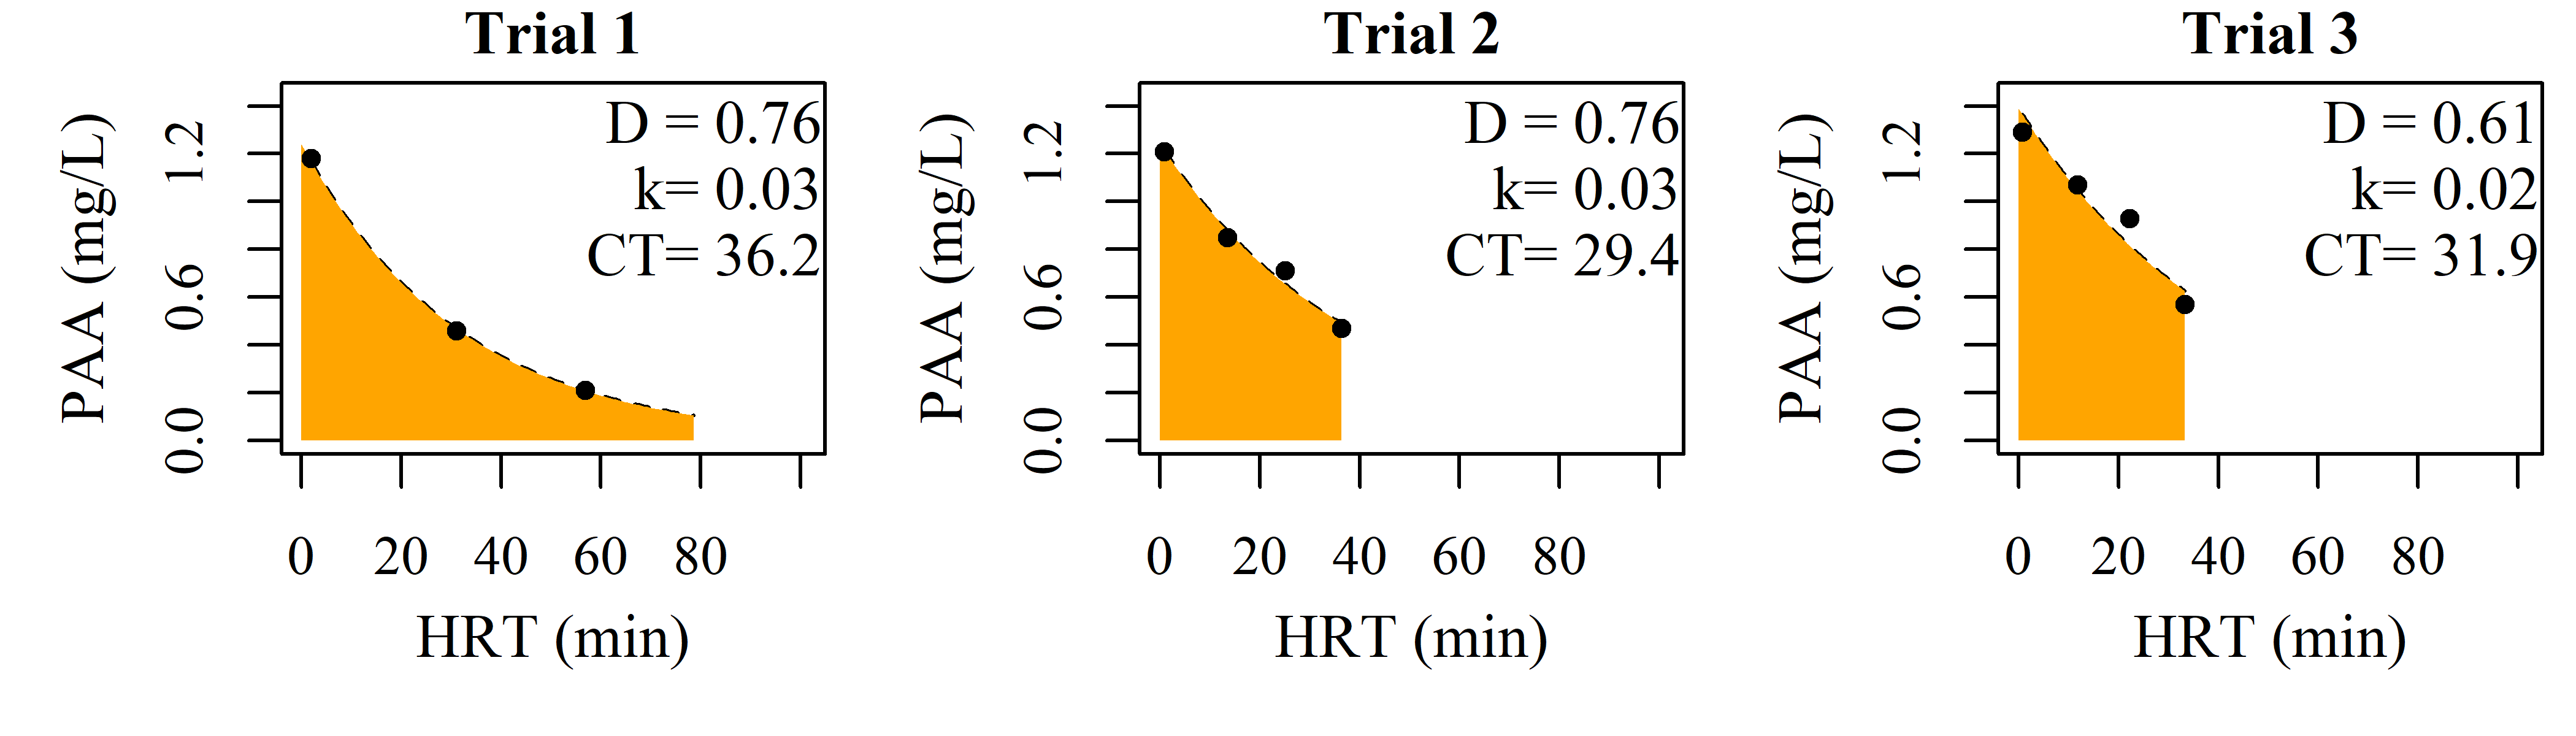 Trial 1
D = 0.76
k= 0.03
CT= 36.2
PAA (mg/L)
0.0 0.6 1.2
0 20 40 60 80
HRT (min)
Trial 2
D = 0.76
k= 0.03
CT= 29.4
PAA (mg/L)
0.0 0.6 1.2
0 20 40 60 80
HRT (min)
Trial 3
D = 0.61
k= 0.02
CT= 31.9
PAA (mg/L)
0.0 0.6 1.2
0 20 40 60 80
HRT (min)